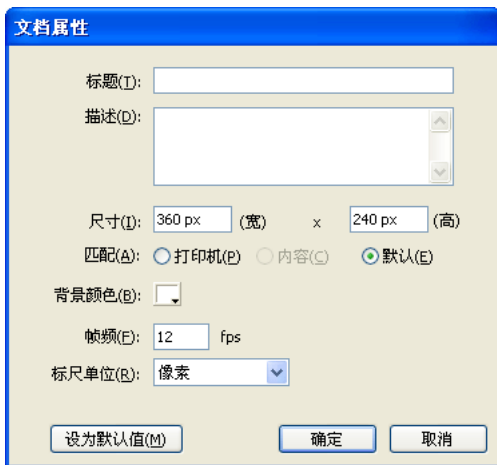 文档属性
标题(T):
描述(D):
尺寸(I): 360 px (宽) x 240 px (高)
匹配(A): 打印机(P) 内容(C) 默认(E)
背景颜色(B):
帧频(F): 12 fps
标尺单位(R): 像素
设为默认值(M) 确定 取消